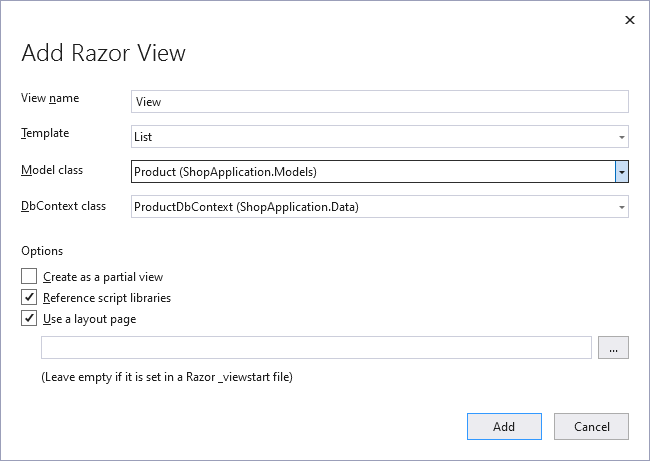 Add Razor View
View name
View
Template
List
Model class
Product (ShopApplication.Models)
DbContext class
ProductDbContext (ShopApplication.Data)
Options
Create as a partial view
Reference script libraries
Use a layout page
...
(Leave empty if it is set in a Razor _viewstart file)
Add
Cancel